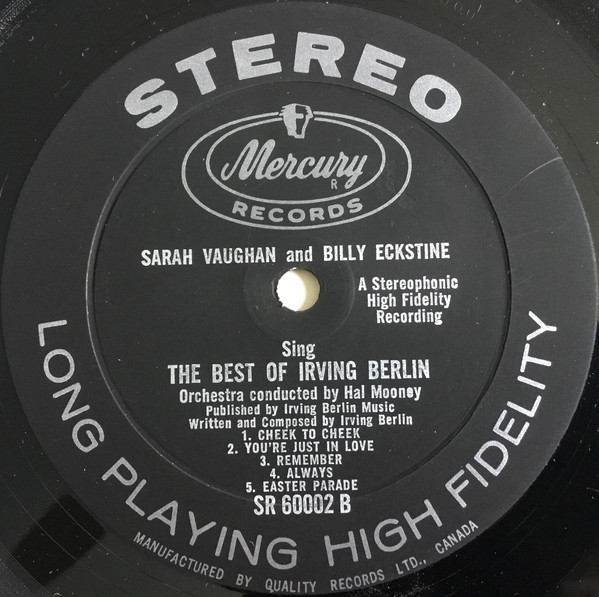 STEREO
Mercury
R
RECORDS
SARAH VAUGHAN and BILLY ECKSTINE
A Stereophonic
High Fidelity
Recording
Sing
THE BEST OF IRVING BERLIN
Orchestra conducted by Hal Mooney
Published by Irving Berlin Music
Written and Composed by Irving Berlin
1. CHEEK TO CHEEK
2. YOU'RE JUST IN LOVE
3. REMEMBER
4. ALWAYS
5. EASTER PARADE
SR 60002 B
LONG PLAYING HIGH FIDELITY
MANUFACTURED BY QUALITY RECORDS LTD., CANADA